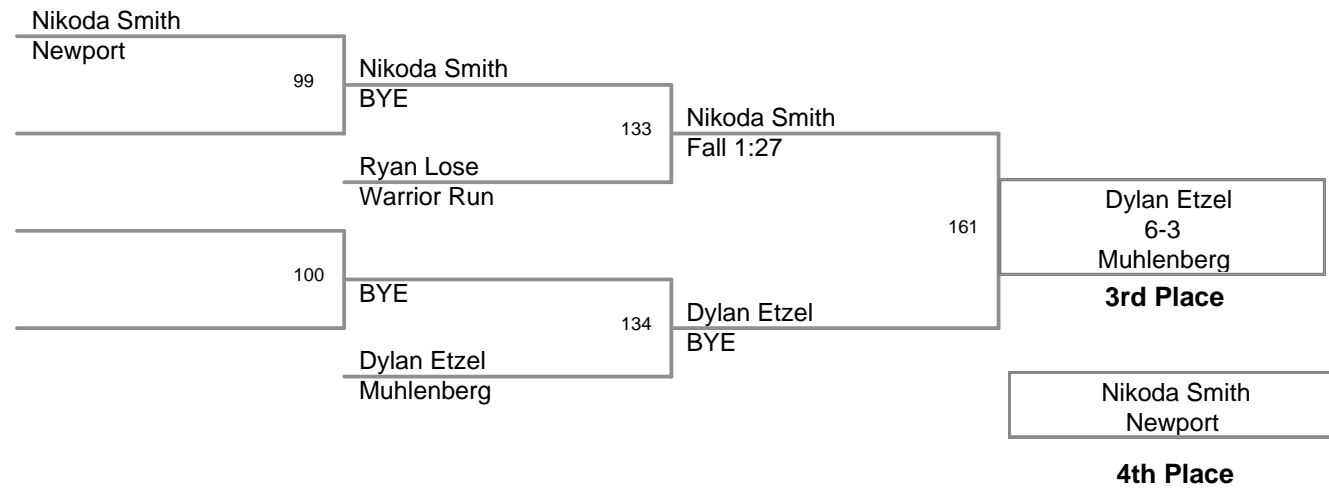 Nikoda Smith
Newport
99
Nikoda Smith
BYE
133
Nikoda Smith
Fall 1:27
Ryan Lose
Warrior Run
161
Dylan Etzel
6-3
Muhlenberg
3rd Place
100
BYE
134
Dylan Etzel
BYE
Dylan Etzel
Muhlenberg
Nikoda Smith
Newport
4th Place